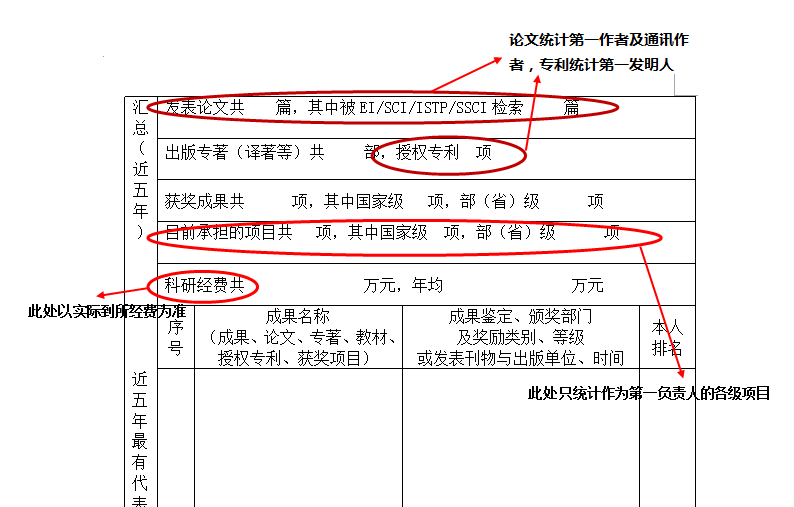 论文统计第一作者及通讯作
者，专利统计第一发明人
汇总（近五年）
发表论文共 篇，其中被 EI/SCI/ISTP/SSCI 检索 篇
出版专著（译著等）共 部，授权专利 项
获奖成果共 项，其中国家级 项，部（省）级 项
目前承担的项目共 项，其中国家级 项，部（省）级 项
科研经费共 万元，年均 万元
此处以实际到所经费为准
序号
成果名称
（成果、论文、专著、教材、
授权专利、获奖项目）
成果鉴定、颁奖部门
及奖励类别、等级
或发表刊物与出版单位、时间
本人
排名
此处只统计作为第一负责人的各级项目
近五年最有代表